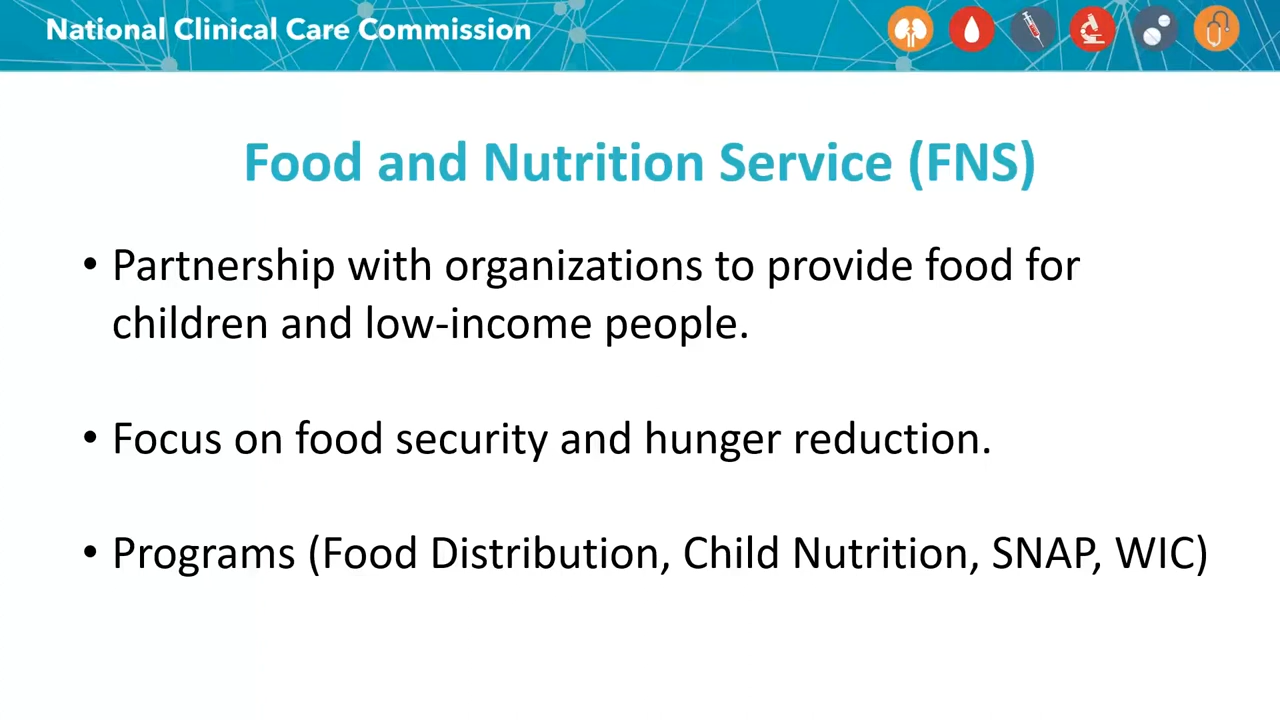 National Clinical Care Commission
Food and Nutrition Service (FNS)
• Partnership with organizations to provide food for
children and low-income people.
• Focus on food security and hunger reduction.
• Programs (Food Distribution, Child Nutrition, SNAP, WIC)